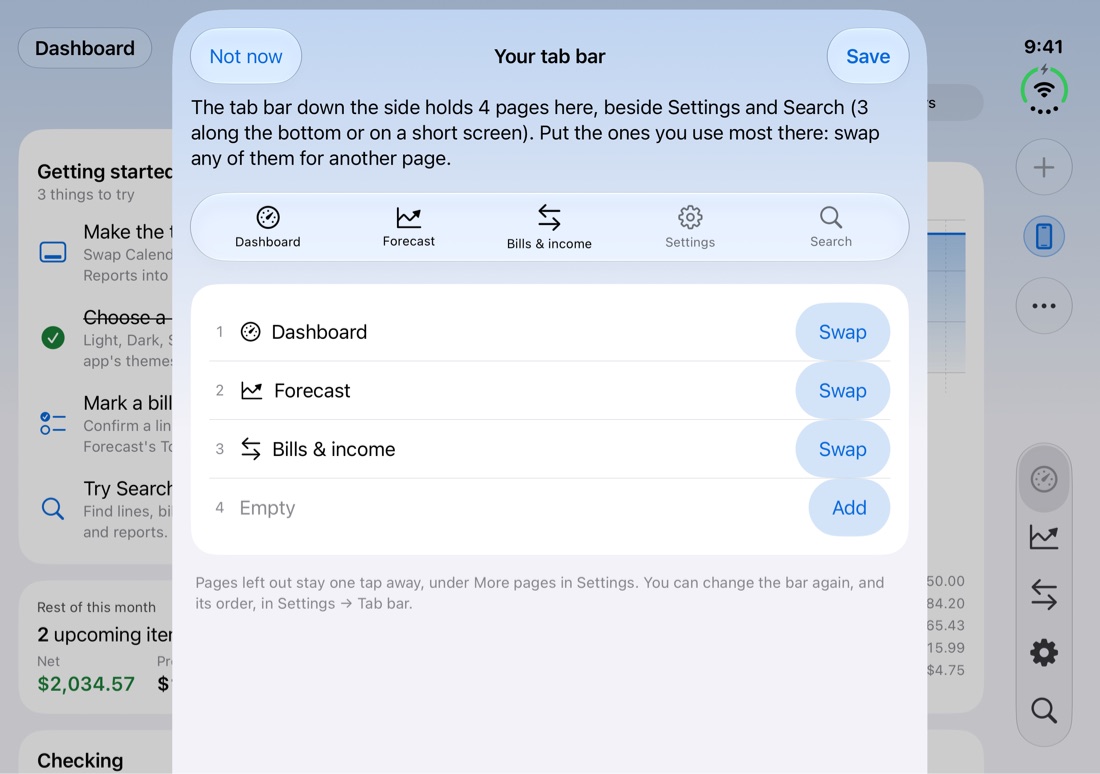 Dashboard
Not now
Your tab bar
Save
9:41
The tab bar down the side holds 4 pages here, beside Settings and Search (3
along the bottom or on a short screen). Put the ones you use most there: swap
any of them for another page.
Dashboard
Forecast
Bills & income
Settings
Search
1 Dashboard Swap
2 Forecast Swap
3 Bills & income Swap
4 Empty Add
Pages left out stay one tap away, under More pages in Settings. You can change the bar again, and
its order, in Settings → Tab bar.
Getting started
3 things to try
Make the
Swap Calend
Reports into
Choose a
Light, Dark,
app's themes
Mark a bill
Confirm a lin
Forecast's
Try Search
Find lines, bi
and reports.
Rest of this month
2 upcoming iter
Net
$2,034.57
$
Checking
50.00
84.20
65.43
15.99
$4.75